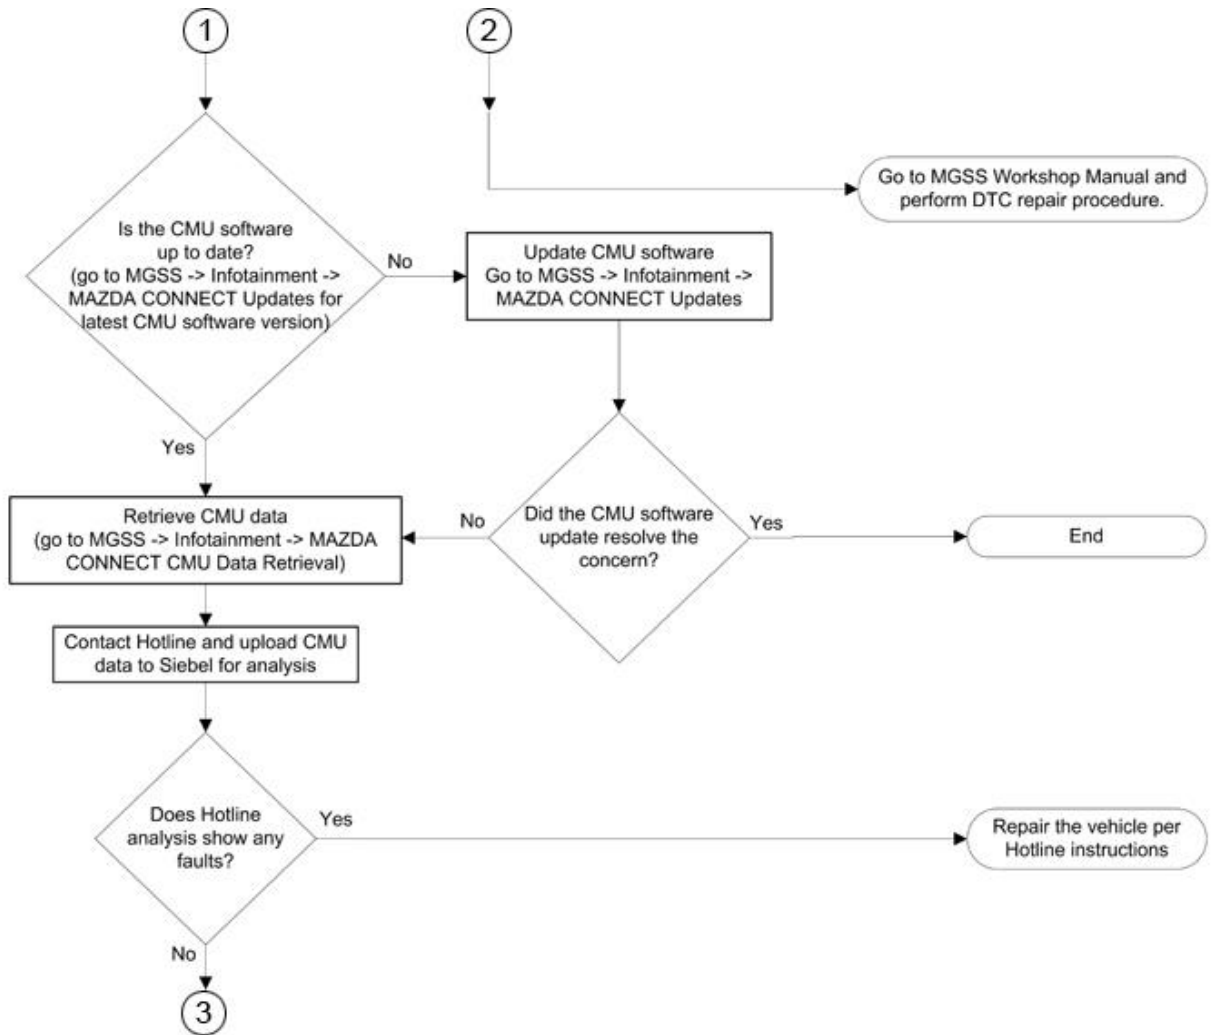 1
2
Go to MGSS Workshop Manual and
perform DTC repair procedure.
Is the CMU software
up to date?
(go to MGSS -> Infotainment ->
MAZDA CONNECT Updates for
latest CMU software version)
No
Update CMU software
Go to MGSS -> Infotainment ->
MAZDA CONNECT Updates
Yes
Retrieve CMU data
(go to MGSS -> Infotainment -> MAZDA
CONNECT CMU Data Retrieval)
No
Did the CMU software
update resolve the
concern?
Yes
End
Contact Hotline and upload CMU
data to Siebel for analysis
Does Hotline
analysis show any
faults?
Yes
Repair the vehicle per
Hotline instructions
No
3